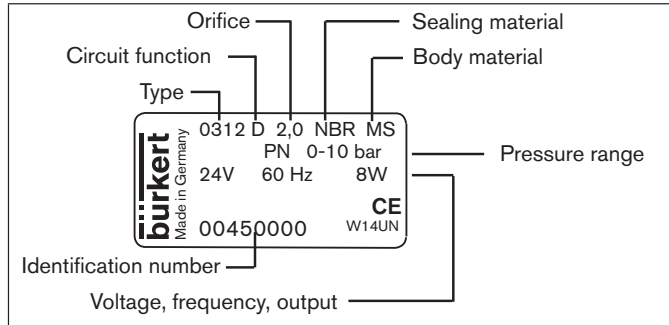 Orifice
Sealing material
Circuit function
Body material
Type
0312 D 2,0 NBR MS
PN 0-10 bar
Pressure range
24V 60 Hz 8W
CE
00450000 W14UN
bürkert
Made in Germany
Identification number
Voltage, frequency, output